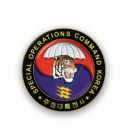 SPECIAL OPERATIONS COMMAND KOREA